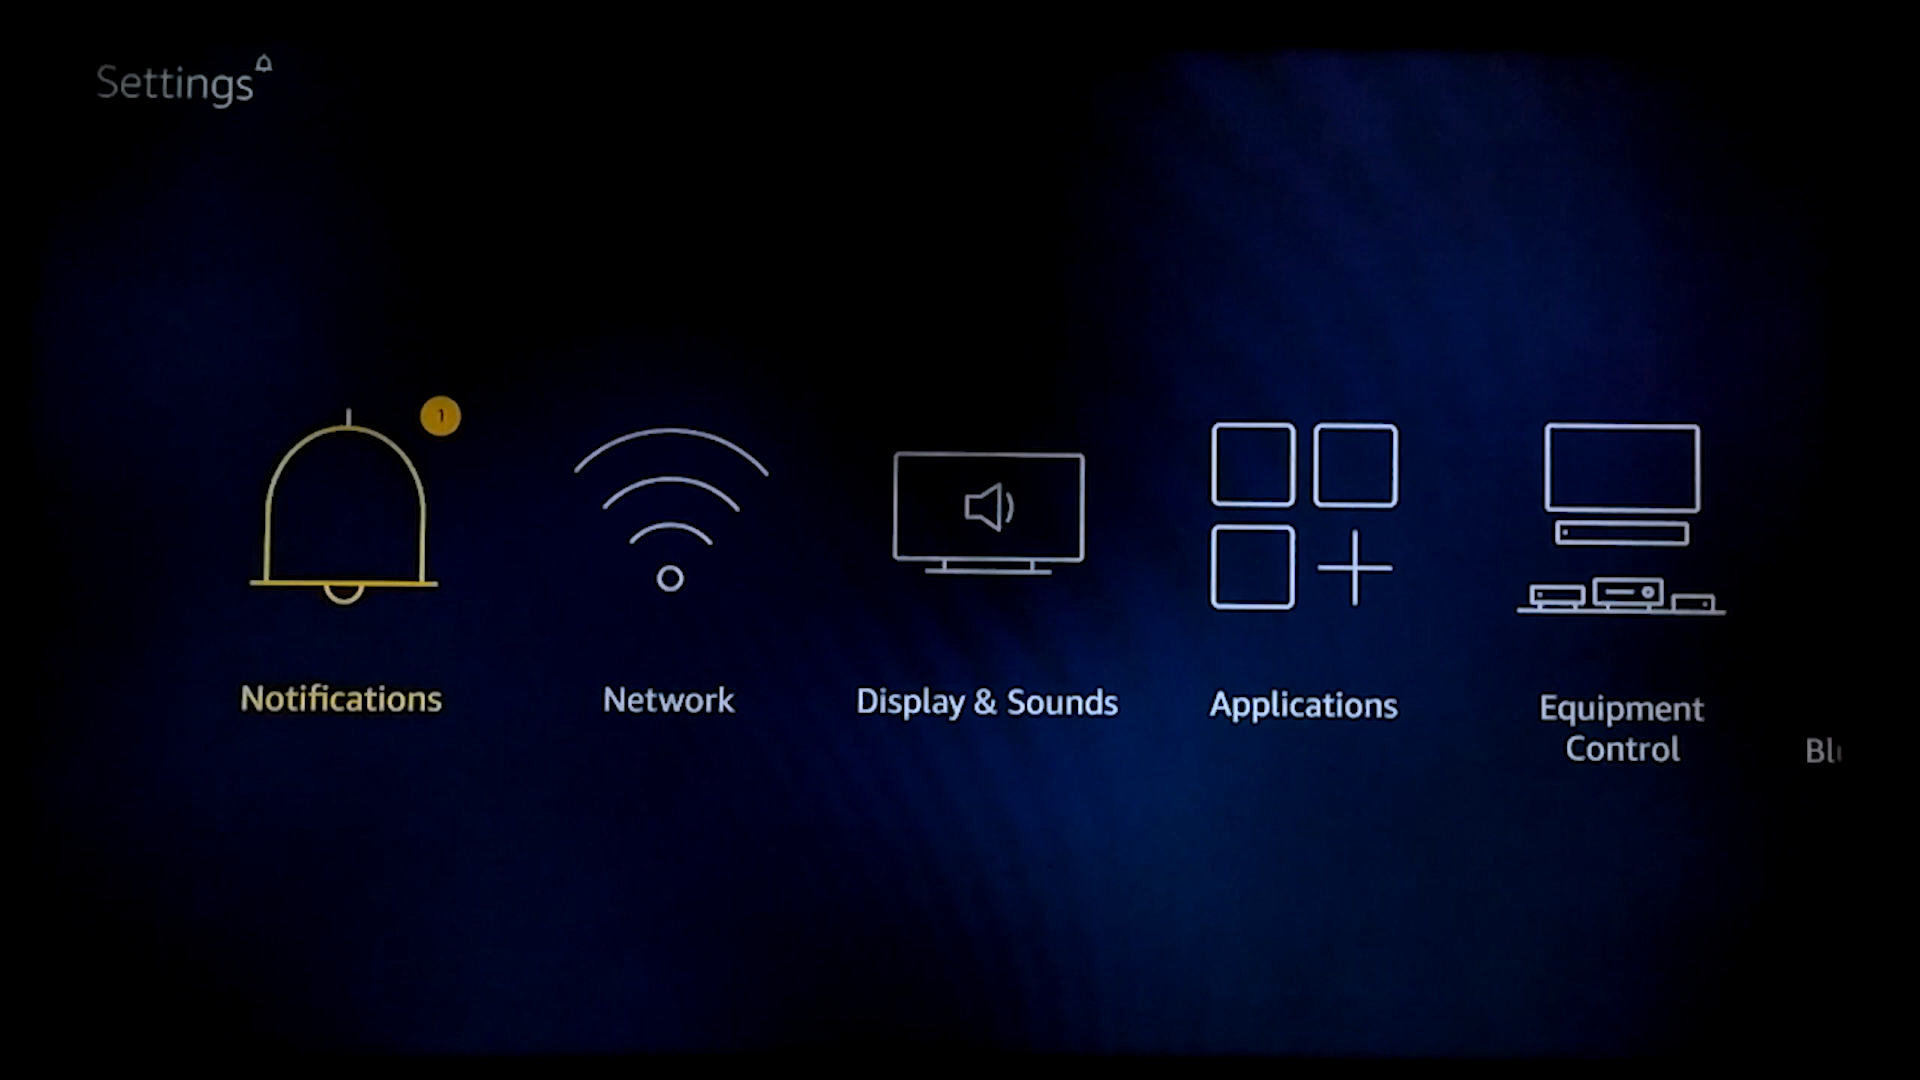 Settings
1
Notifications
Network
Display & Sounds
Applications
Equipment
Control